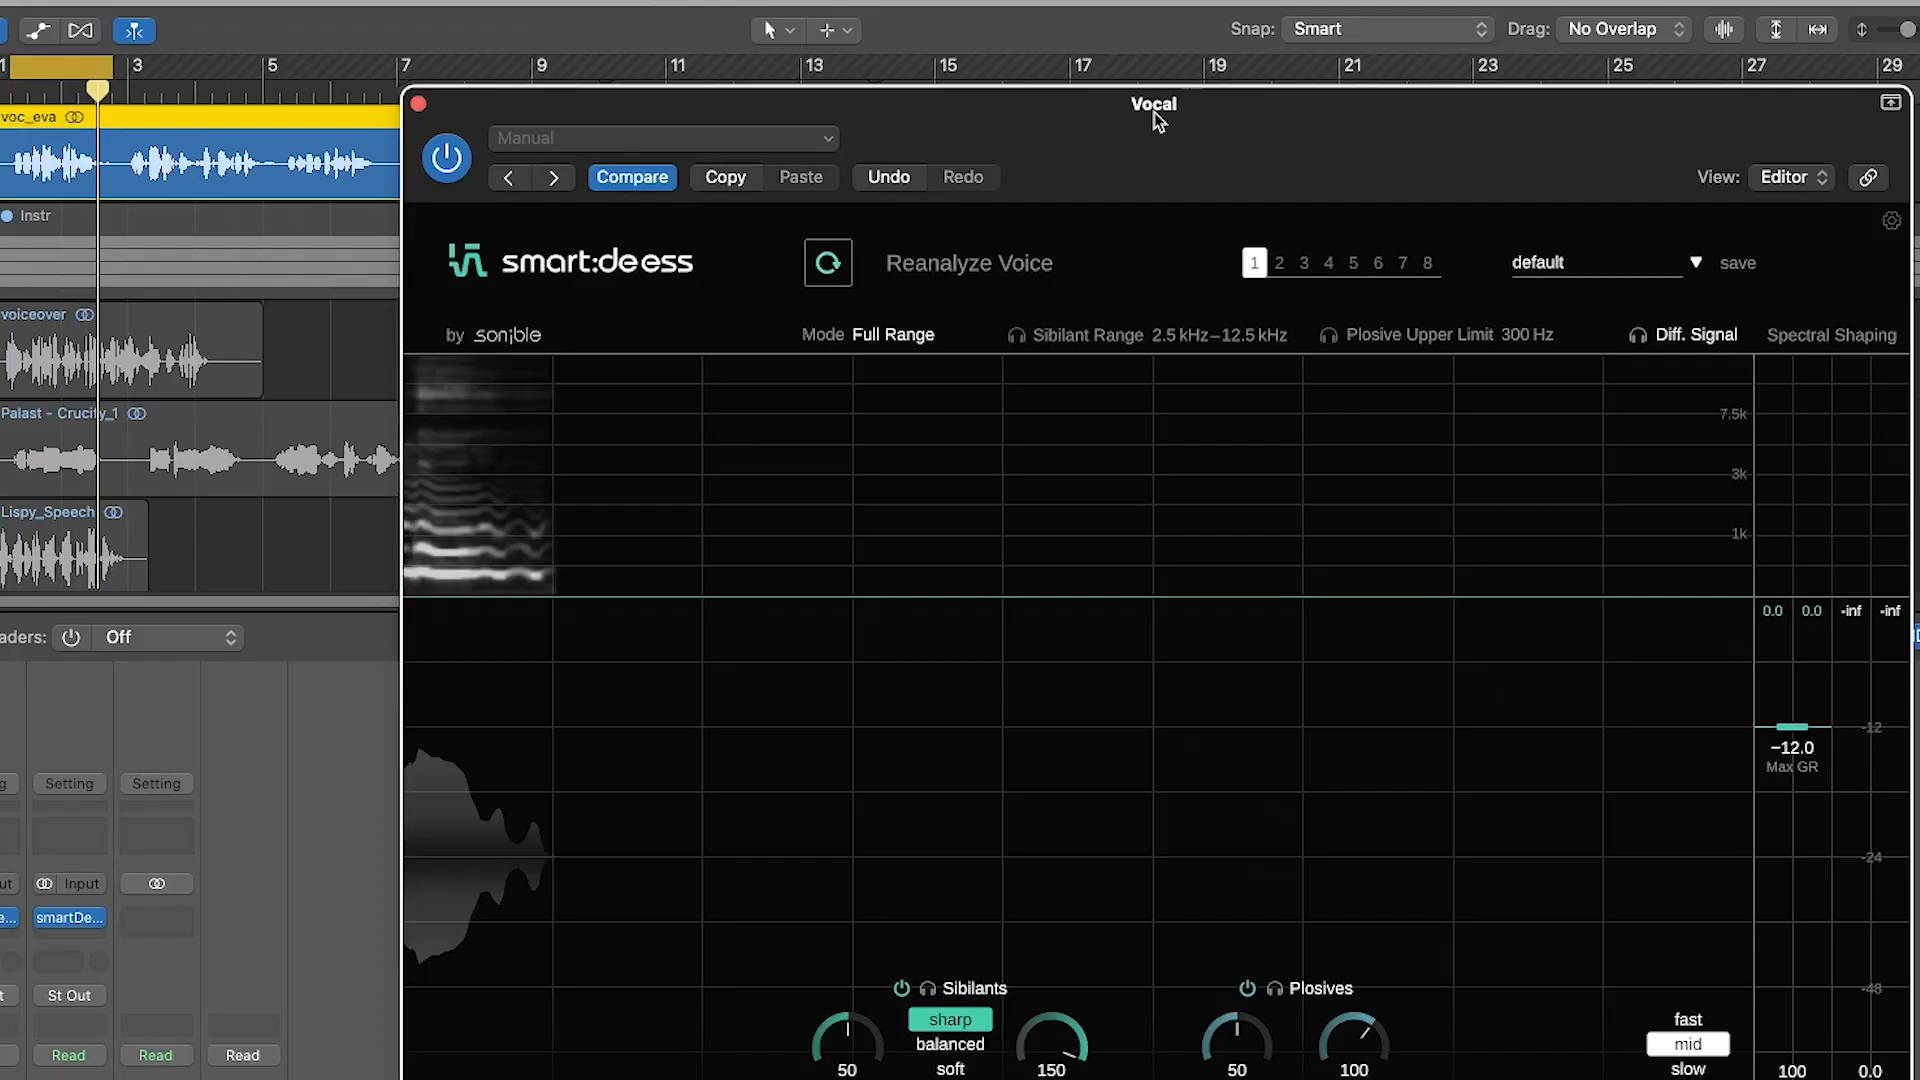 Snap: Smart Drag: No Overlap
1 3 5 7 9 11 13 15 17 19 21 23 25 27 29
voc_eva
Vocal
Manual
Compare Copy Paste Undo Redo View: Editor
Instr
smart:deess Reanalyze Voice 1 2 3 4 5 6 7 8 default save
voiceover
by sonible Mode Full Range Sibilant Range 2.5 kHz–12.5 kHz Plosive Upper Limit 300 Hz Diff. Signal Spectral Shaping
Palast - Crucify_1
7.5k
3k
Lispy_Speech
1k
0.0 0.0 -inf -inf
aders: Off
-12
−12.0
Max GR
Setting Setting
-24
ut Input
e... smartDe...
t St Out
-48
Sibilants Plosives
sharp fast
balanced mid
Read Read Read
50 soft 150 50 100 slow 100 0.0